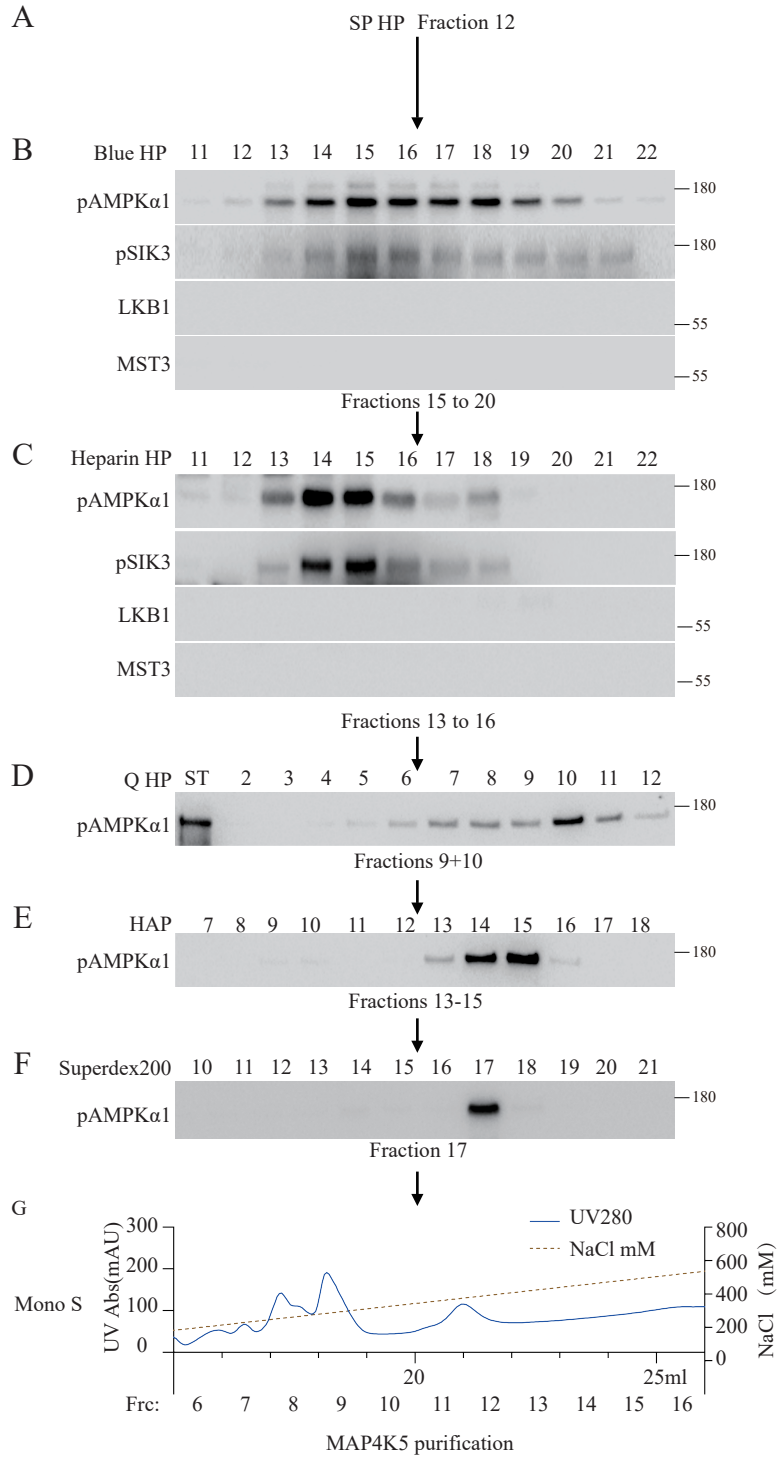 A
SP HP Fraction 12
B
Blue HP 11 12 13 14 15 16 17 18 19 20 21 22
pAMPKα1 180
pSIK3 180
LKB1 55
MST3 55
Fractions 15 to 20
C
Heparin HP 11 12 13 14 15 16 17 18 19 20 21 22
pAMPKα1 180
pSIK3 180
LKB1 55
MST3 55
Fractions 13 to 16
D
Q HP ST 2 3 4 5 6 7 8 9 10 11 12
pAMPKα1 180
Fractions 9+10
E
HAP 7 8 9 10 11 12 13 14 15 16 17 18
pAMPKα1 180
Fractions 13-15
F
Superdex200 10 11 12 13 14 15 16 17 18 19 20 21
pAMPKα1 180
Fraction 17
G
Mono S
UV Abs(mAU)
300
200
100
0
UV280
NaCl mM
800
600
400
200
0
NaCl (mM)
20 25ml
Frc: 6 7 8 9 10 11 12 13 14 15 16
MAP4K5 purification